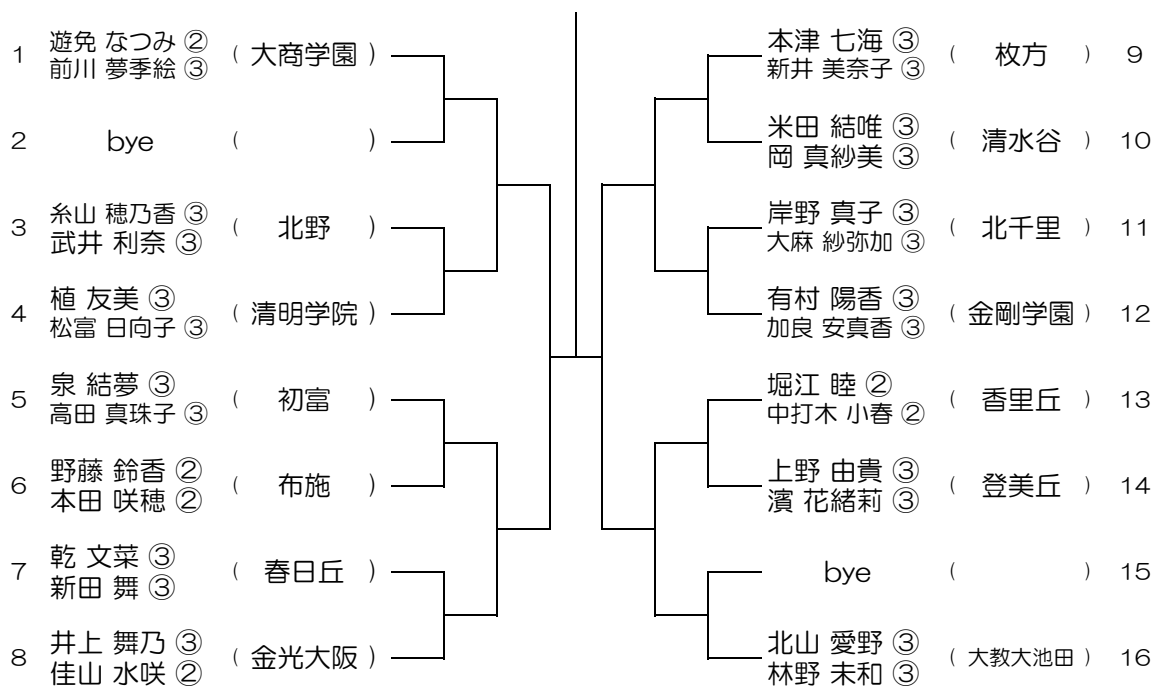 1 遊免 なつみ ② ( 大商学園 )
前川 夢季絵 ③
2 bye ( )
3 糸山 穂乃香 ③ ( 北野 )
武井 利奈 ③
4 植 友美 ③ ( 清明学院 )
松富 日向子 ③
5 泉 結夢 ③ ( 初富 )
高田 真珠子 ③
6 野藤 鈴香 ② ( 布施 )
本田 咲穂 ②
7 乾 文菜 ③ ( 春日丘 )
新田 舞 ③
8 井上 舞乃 ③ ( 金光大阪 )
佳山 水咲 ②
本津 七海 ③ ( 枚方 ) 9
新井 美奈子 ③
米田 結唯 ③ ( 清水谷 ) 10
岡 真紗美 ③
岸野 真子 ③ ( 北千里 ) 11
大麻 紗弥加 ③
有村 陽香 ③ ( 金剛学園 ) 12
加良 安真香 ③
堀江 睦 ② ( 香里丘 ) 13
中打木 小春 ②
上野 由貴 ③ ( 登美丘 ) 14
濱 花緒莉 ③
bye ( ) 15
北山 愛野 ③ ( 大教大池田 ) 16
林野 未和 ③